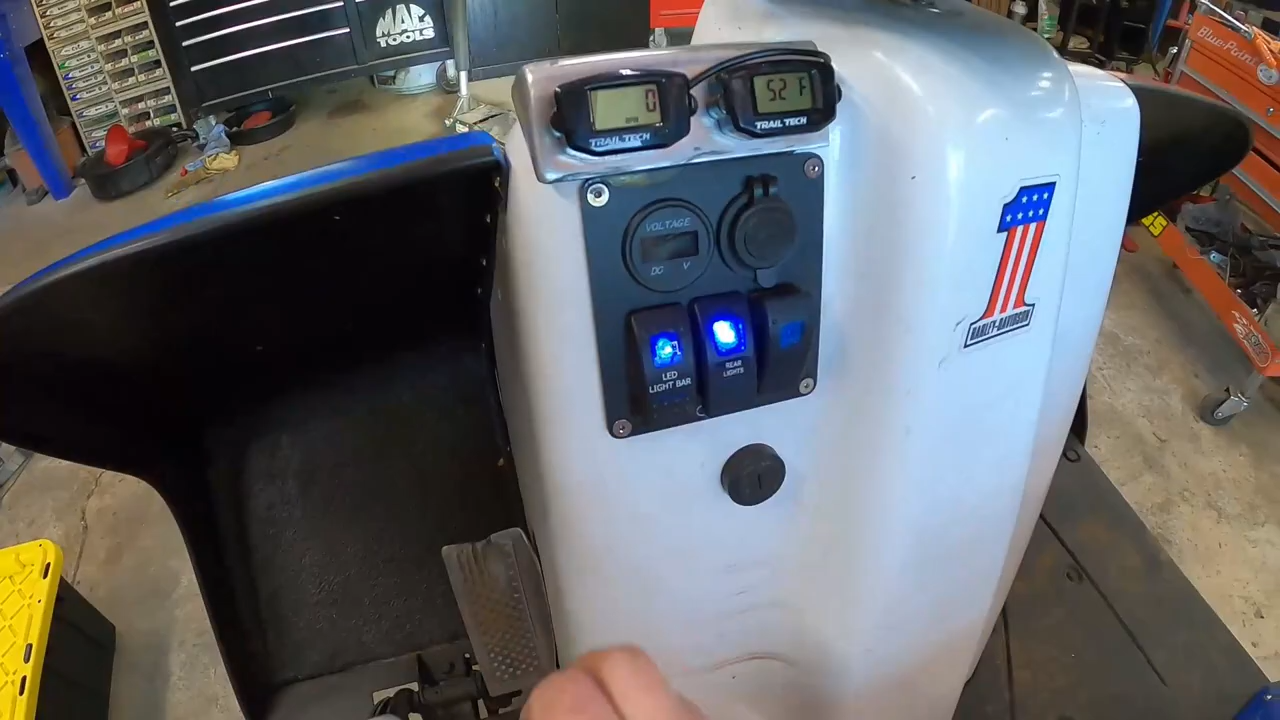 MAC
TOOLS
Blue-Point
0
RPM
TRAIL TECH
52 °F
TRAIL TECH
VOLTAGE
DC V
LED
LIGHT BAR
REAR
LIGHTS
1
HARLEY-DAVIDSON